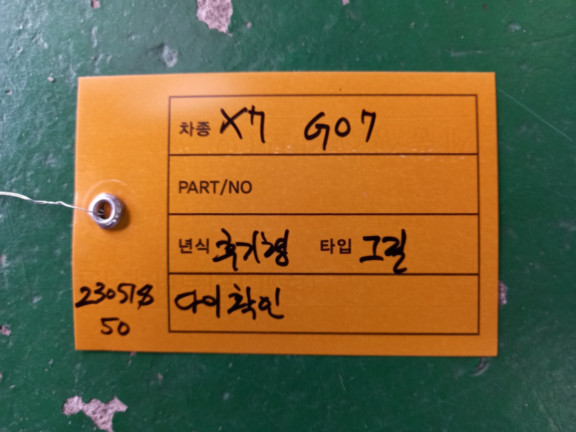 차종 X7 G07
PART/NO
년식 후기형 타입 그릴
다이 확인
230518
50